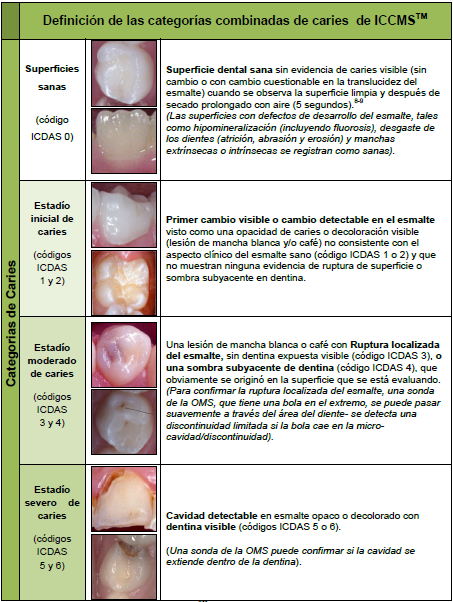 Definición de las categorías combinadas de caries de ICCMS™
Categorías de Caries
Superficies
sanas
(código
ICDAS 0)
Superficie dental sana sin evidencia de caries visible (sin
cambio o con cambio cuestionable en la translucidez del
esmalte) cuando se observa la superficie limpia y después de
secado prolongado con aire (5 segundos).8-9
(Las superficies con defectos de desarrollo del esmalte, tales
como hipomineralización (incluyendo fluorosis), desgaste de
los dientes (atrición, abrasión y erosión) y manchas
extrínsecas o intrínsecas se registran como sanas).
Estadío
inicial de
caries
(códigos
ICDAS
1 y 2)
Primer cambio visible o cambio detectable en el esmalte
visto como una opacidad de caries o decoloración visible
(lesión de mancha blanca y/o café) no consistente con el
aspecto clínico del esmalte sano (código ICDAS 1 o 2) y que
no muestran ninguna evidencia de ruptura de superficie o
sombra subyacente en dentina.
Estadío
moderado
de caries
(códigos
ICDAS
3 y 4)
Una lesión de mancha blanca o café con Ruptura localizada
del esmalte, sin dentina expuesta visible (código ICDAS 3), o
una sombra subyacente de dentina (código ICDAS 4), que
obviamente se originó en la superficie que se está evaluando.
(Para confirmar la ruptura localizada del esmalte, una sonda
de la OMS, que tiene una bola en el extremo, se puede pasar
suavemente a través del área del diente- se detecta una
discontinuidad limitada si la bola cae en la micro-
cavidad/discontinuidad).
Estadío
severo de
caries
(códigos
ICDAS
5 y 6)
Cavidad detectable en esmalte opaco o decolorado con
dentina visible (códigos ICDAS 5 o 6).
(Una sonda de la OMS puede confirmar si la cavidad se
extiende dentro de la dentina).